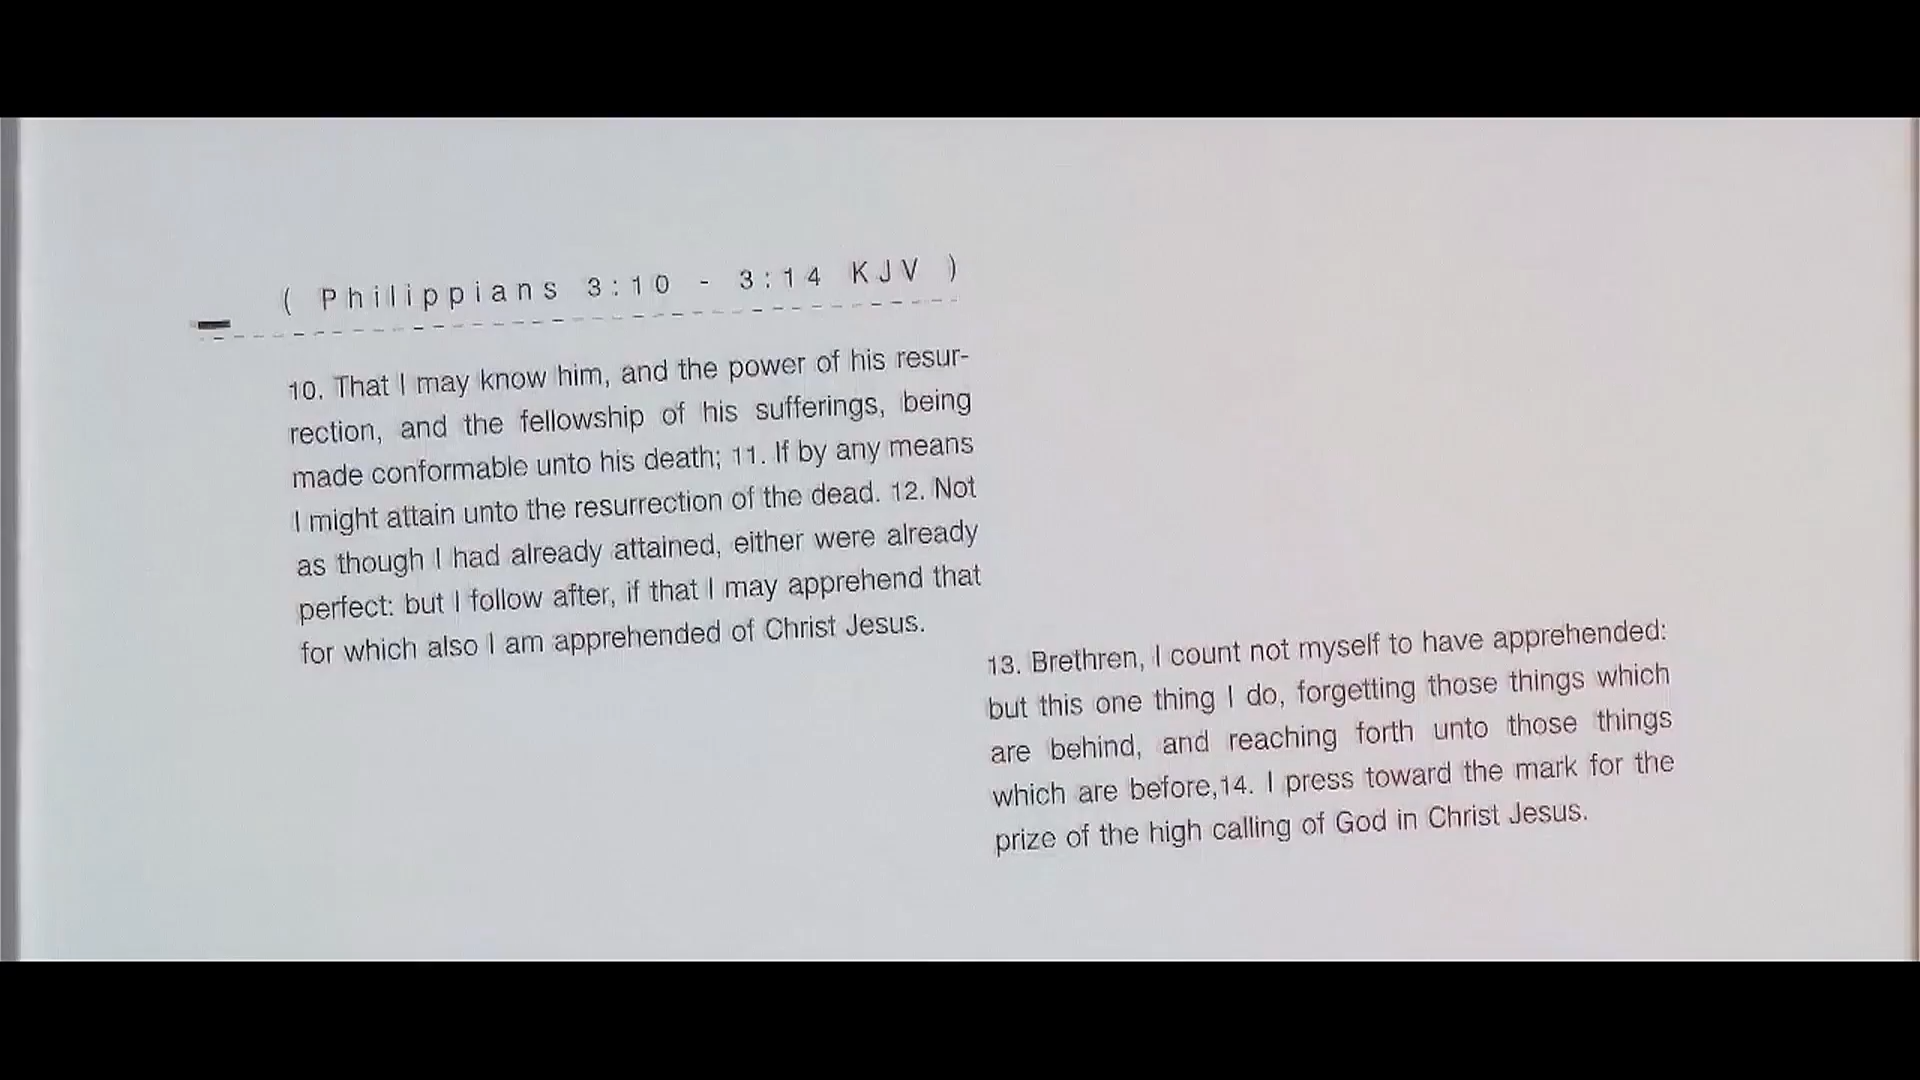 ( Philippians 3:10 - 3:14 KJV )
10. That I may know him, and the power of his resur-
rection, and the fellowship of his sufferings, being
made conformable unto his death; 11. If by any means
I might attain unto the resurrection of the dead. 12. Not
as though I had already attained, either were already
perfect: but I follow after, if that I may apprehend that
for which also I am apprehended of Christ Jesus.
13. Brethren, I count not myself to have apprehended:
but this one thing I do, forgetting those things which
are behind, and reaching forth unto those things
which are before,14. I press toward the mark for the
prize of the high calling of God in Christ Jesus.